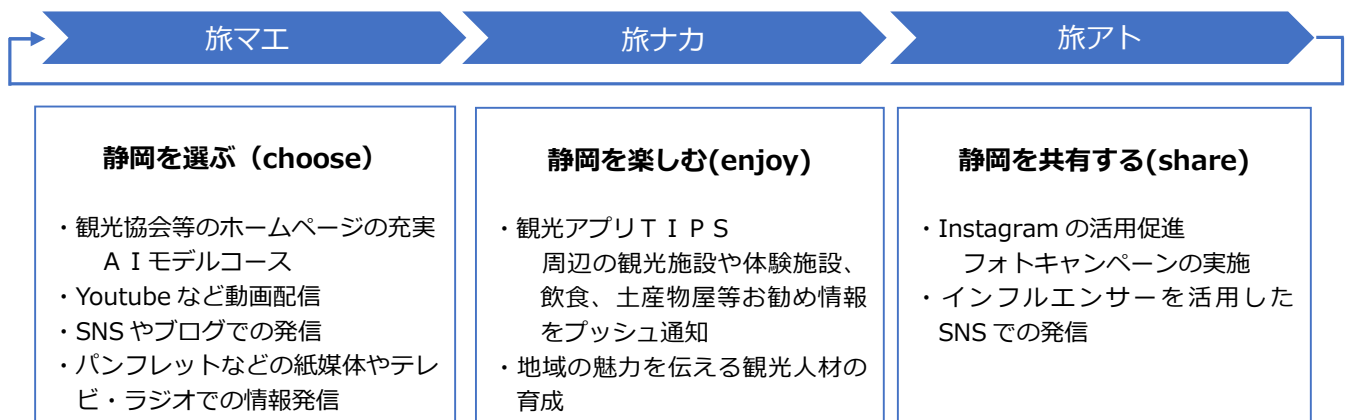 旅マエ
旅ナカ
旅アト
静岡を選ぶ（choose）
・観光協会等のホームページの充実
ＡＩモデルコース
・Youtube など動画配信
・SNS やブログでの発信
・パンフレットなどの紙媒体やテレ
ビ・ラジオでの情報発信
静岡を楽しむ(enjoy)
・観光アプリＴＩＰＳ
周辺の観光施設や体験施設、
飲食、土産物屋等お勧め情報
をプッシュ通知
・地域の魅力を伝える観光人材の
育成
静岡を共有する(share)
・Instagram の活用促進
フォトキャンペーンの実施
・インフルエンサーを活用した
SNS での発信